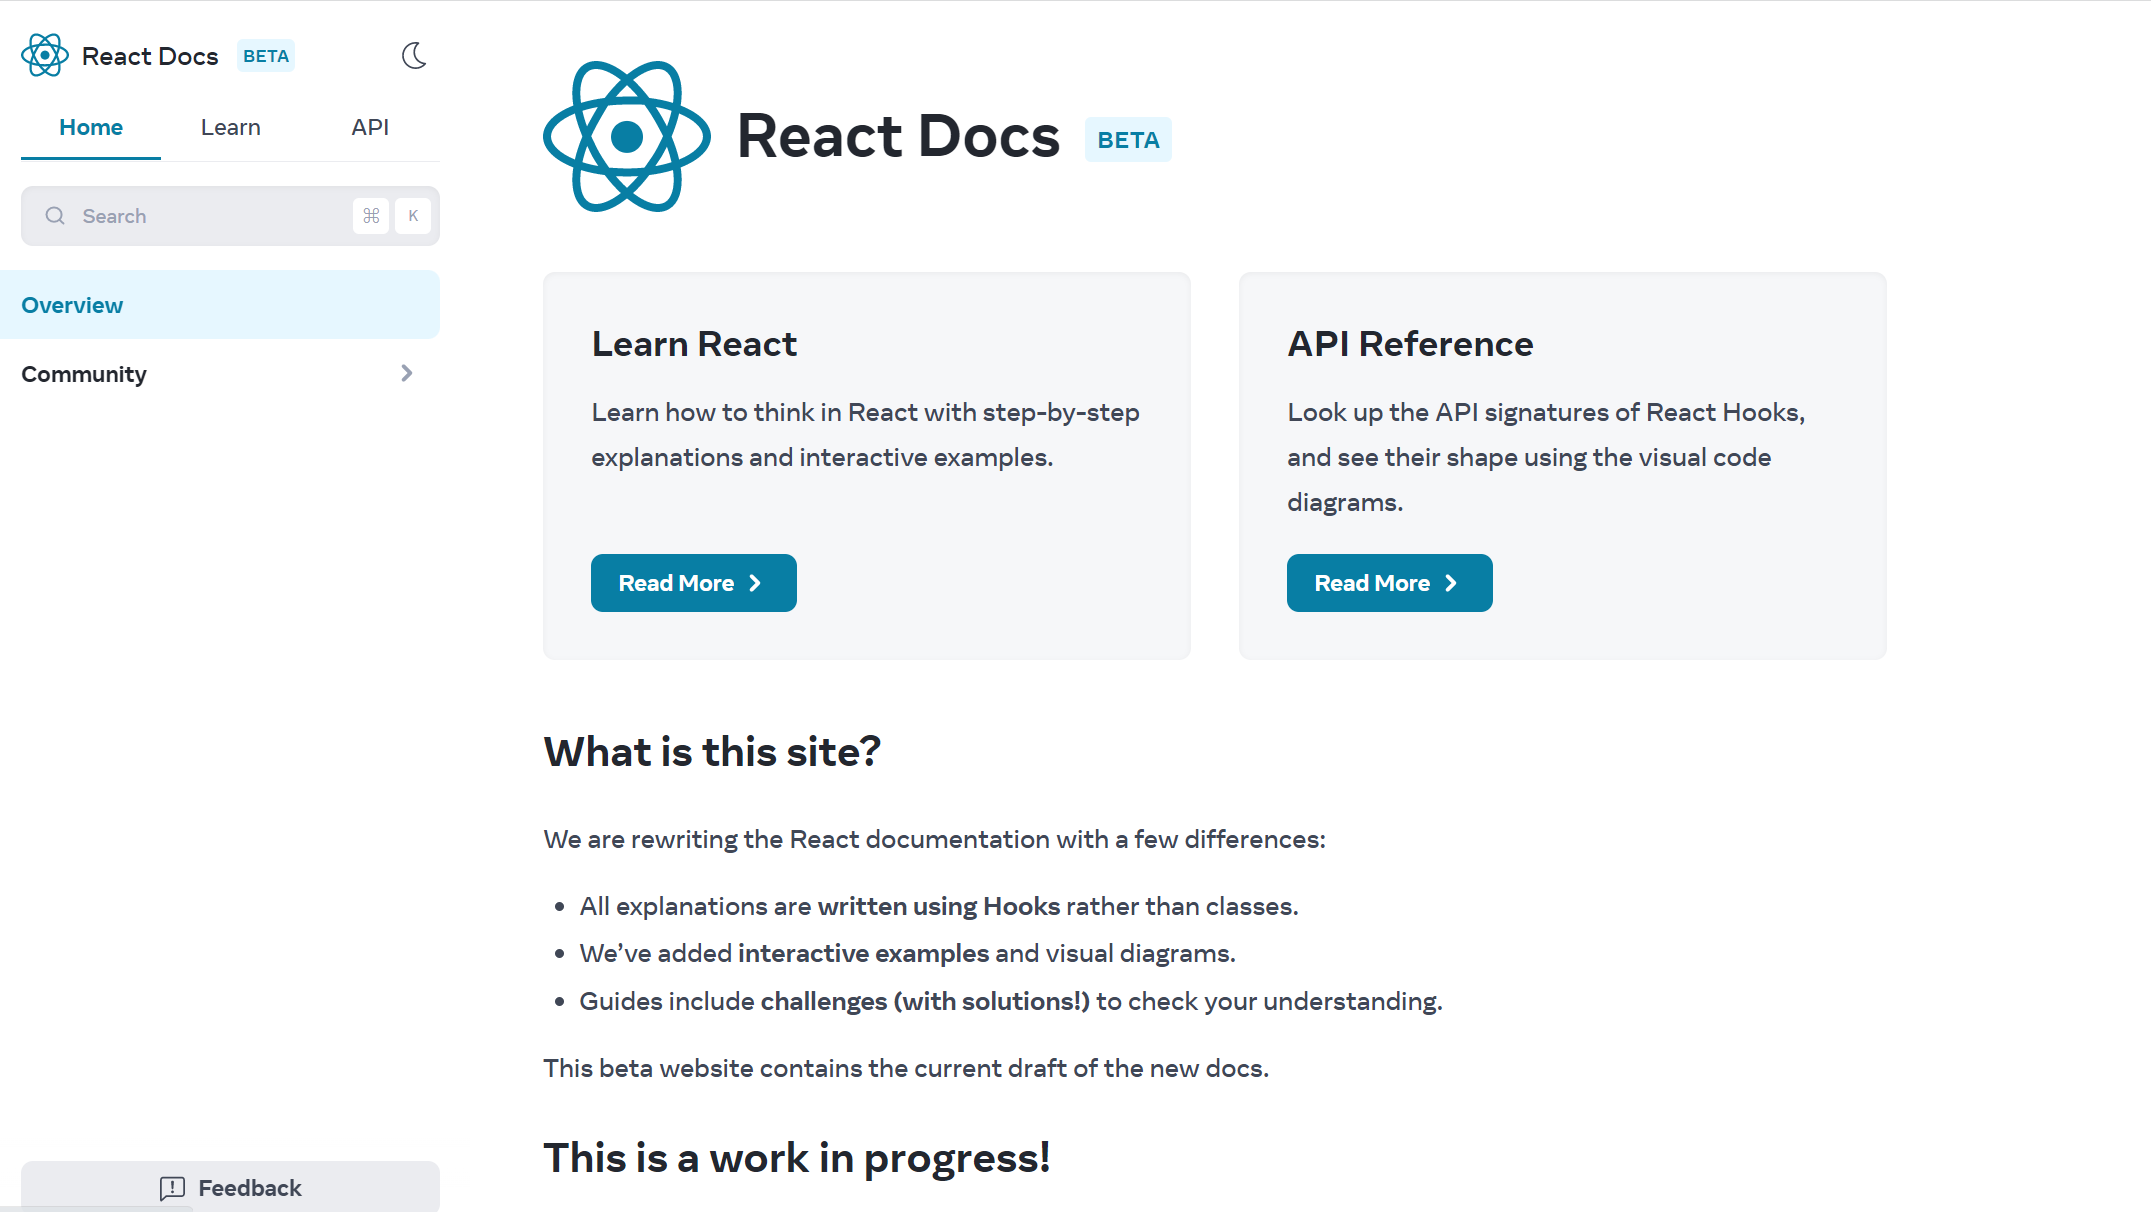 React Docs BETA
Home Learn API
Search ⌘ K
Overview
Community
Feedback
React Docs BETA
Learn React
Learn how to think in React with step-by-step
explanations and interactive examples.
Read More
API Reference
Look up the API signatures of React Hooks,
and see their shape using the visual code
diagrams.
Read More
What is this site?
We are rewriting the React documentation with a few differences:
• All explanations are written using Hooks rather than classes.
• We’ve added interactive examples and visual diagrams.
• Guides include challenges (with solutions!) to check your understanding.
This beta website contains the current draft of the new docs.
This is a work in progress!